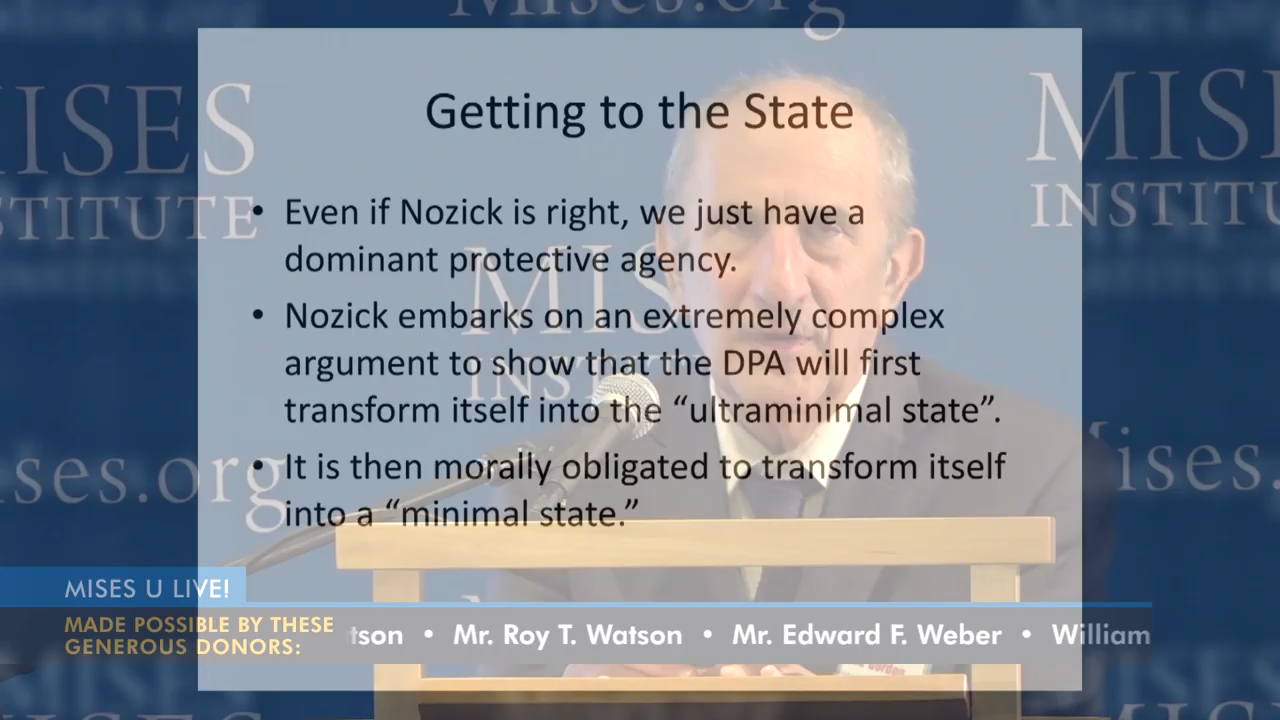 Mises.org
MISES
INSTITUTE
MISES
INSTITUTE
Getting to the State
• Even if Nozick is right, we just have a
dominant protective agency.
• Nozick embarks on an extremely complex
argument to show that the DPA will first
transform itself into the “ultraminimal state”.
• It is then morally obligated to transform itself
into a “minimal state.”
ises.org
ises.
MISES U LIVE!
MADE POSSIBLE BY THESE
GENEROUS DONORS:
tson • Mr. Roy T. Watson • Mr. Edward F. Weber • William
Gordon